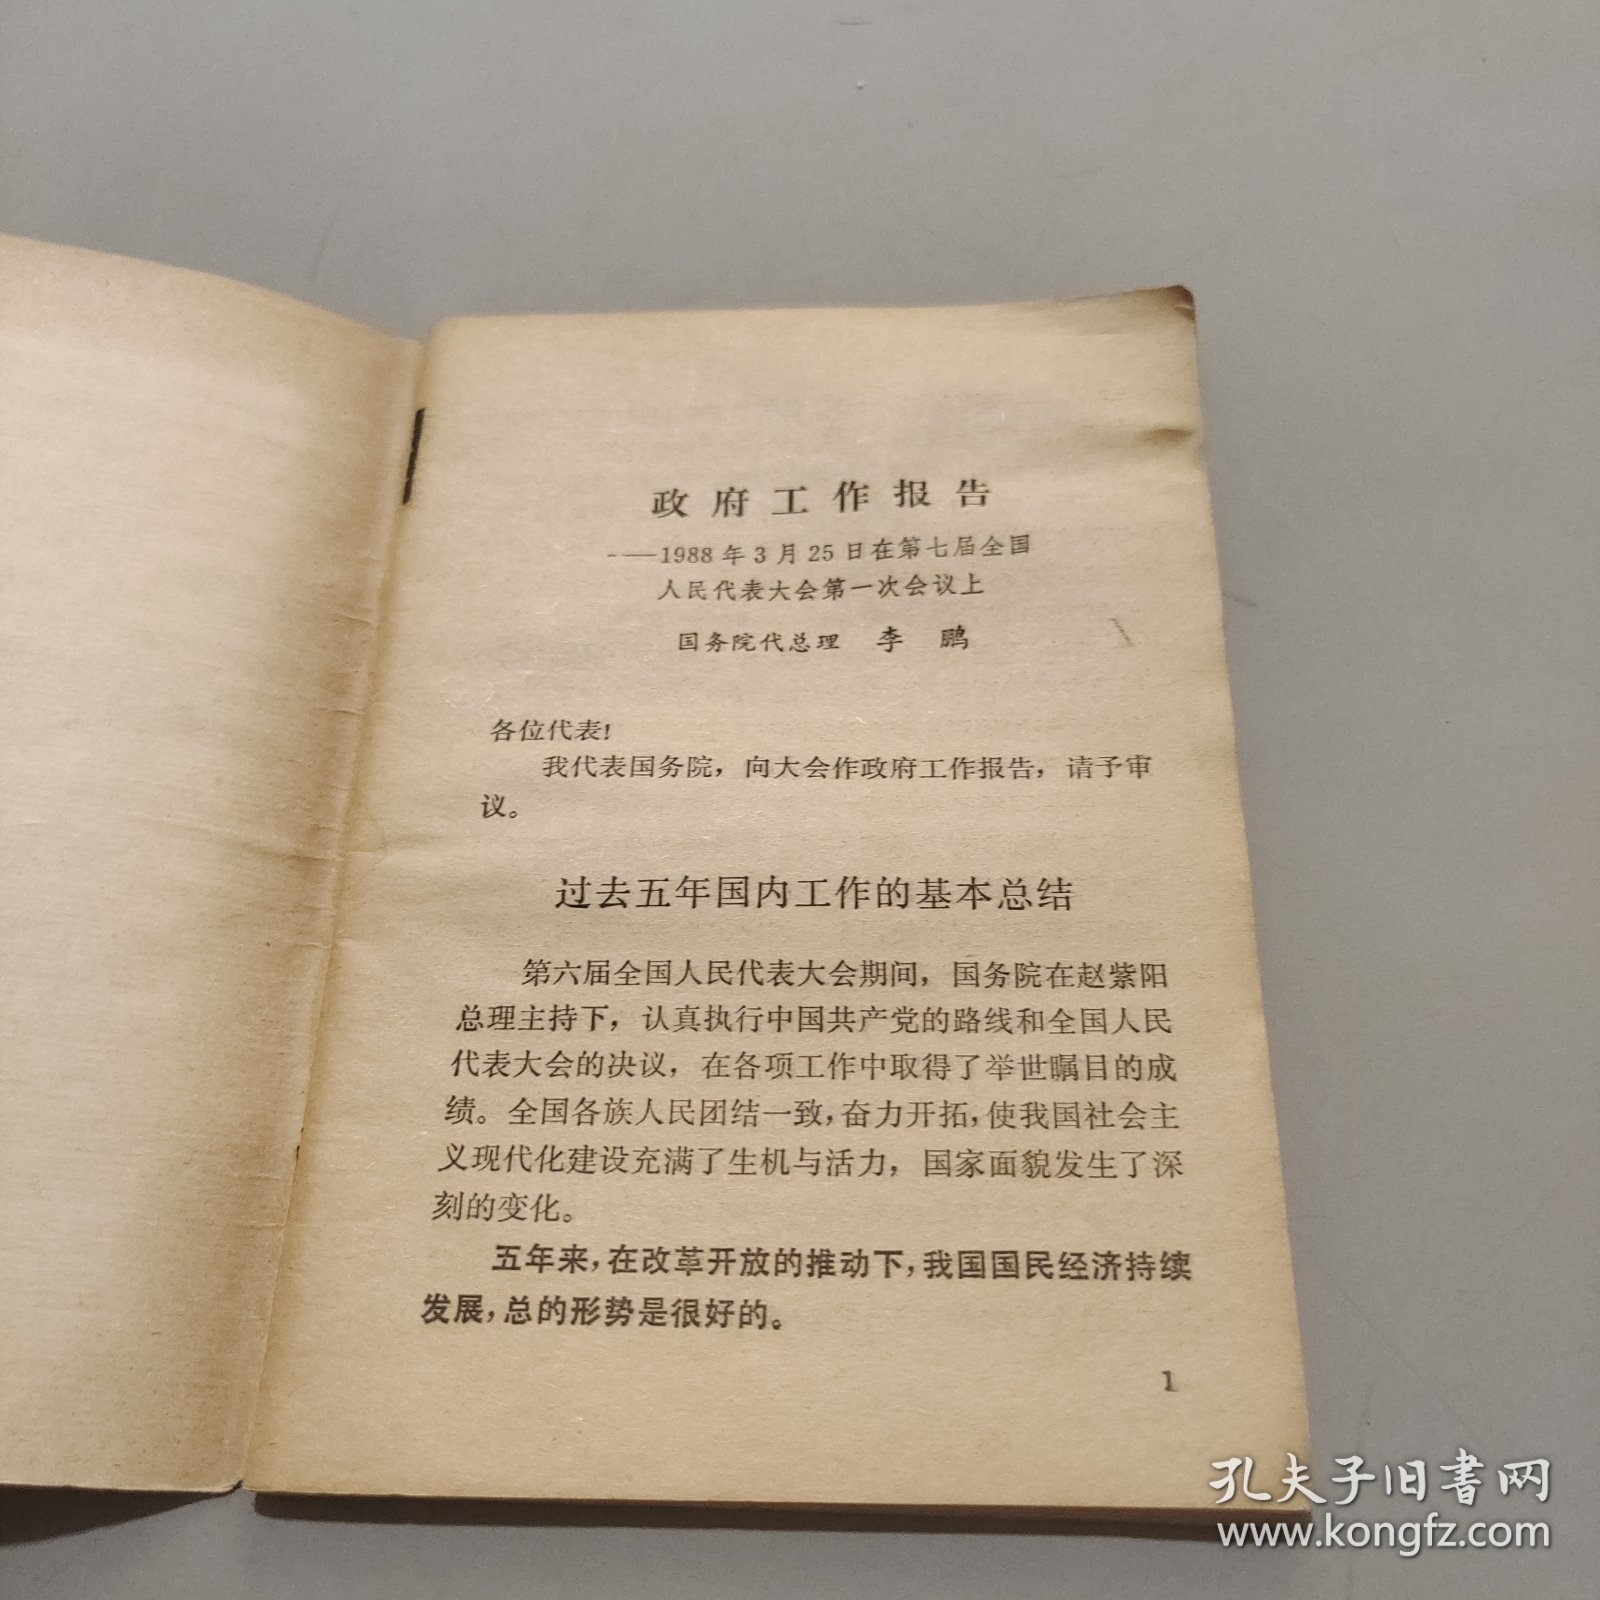 政府工作报告
——1988年3月25日在第七届全国
人民代表大会第一次会议上
国务院代总理 李 鹏
各位代表!
我代表国务院，向大会作政府工作报告，请予审
议。
过去五年国内工作的基本总结
第六届全国人民代表大会期间，国务院在赵紫阳
总理主持下，认真执行中国共产党的路线和全国人民
代表大会的决议，在各项工作中取得了举世瞩目的成
绩。全国各族人民团结一致，奋力开拓，使我国社会主
义现代化建设充满了生机与活力，国家面貌发生了深
刻的变化。
五年来，在改革开放的推动下，我国国民经济持续
发展，总的形势是很好的。
1
孔夫子旧书网
www.kongfz.com